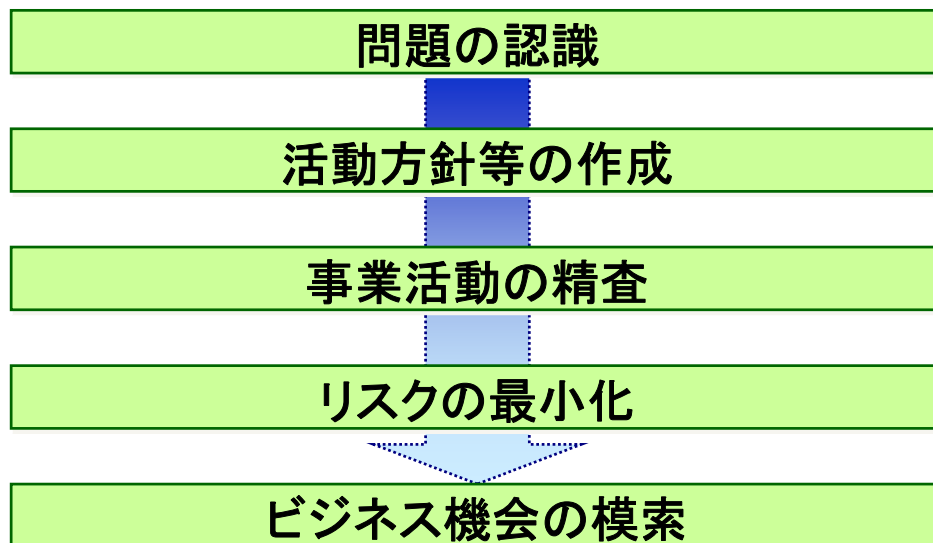 問題の認識
活動方針等の作成
事業活動の精査
リスクの最小化
ビジネス機会の模索